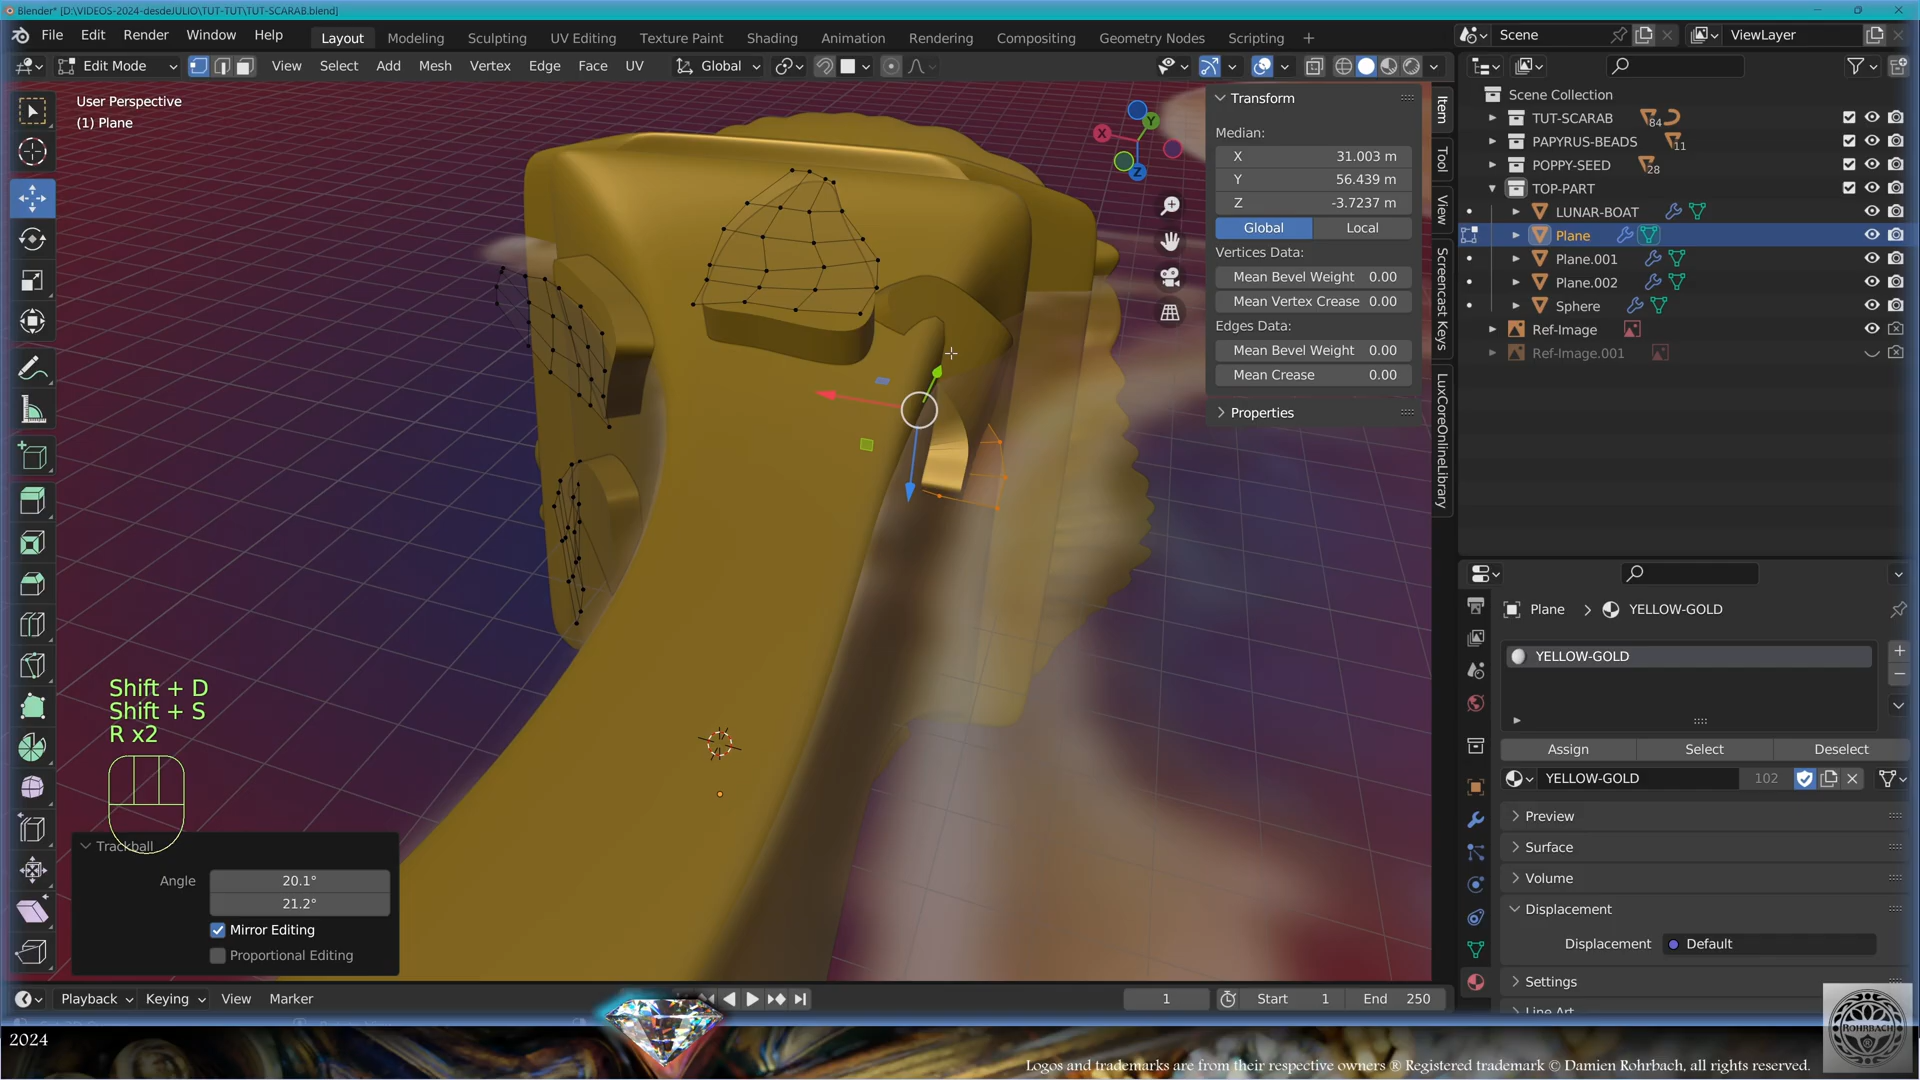 Blender* [D:\VIDEOS-2024-desdeJULIO\TUT-TUT\TUT-SCARAB.blend]
File Edit Render Window Help Layout Modeling Sculpting UV Editing Texture Paint Shading Animation Rendering Compositing Geometry Nodes Scripting + Scene ViewLayer
Edit Mode View Select Add Mesh Vertex Edge Face UV Global
User Perspective
(1) Plane
X
Y
Z
Transform
Median:
X 31.003 m
Y 56.439 m
Z -3.7237 m
Global Local
Vertices Data:
Mean Bevel Weight 0.00
Mean Vertex Crease 0.00
Edges Data:
Mean Bevel Weight 0.00
Mean Crease 0.00
Properties
Item
Tool
View
Screencast Keys
LuxCoreOnlineLibrary
Scene Collection
TUT-SCARAB 84
PAPYRUS-BEADS 11
POPPY-SEED 28
TOP-PART
LUNAR-BOAT
Plane
Plane.001
Plane.002
Sphere
Ref-Image
Ref-Image.001
Plane > YELLOW-GOLD
YELLOW-GOLD
Assign Select Deselect
YELLOW-GOLD 102
Preview
Surface
Volume
Displacement
Displacement Default
Settings
Line Art
Shift + D
Shift + S
R x2
Trackball
Angle 20.1°
21.2°
Mirror Editing
Proportional Editing
Playback Keying View Marker 1 Start 1 End 250
2024
ROHRBACH
Logos and trademarks are from their respective owners ® Registered trademark © Damien Rohrbach, all rights reserved.